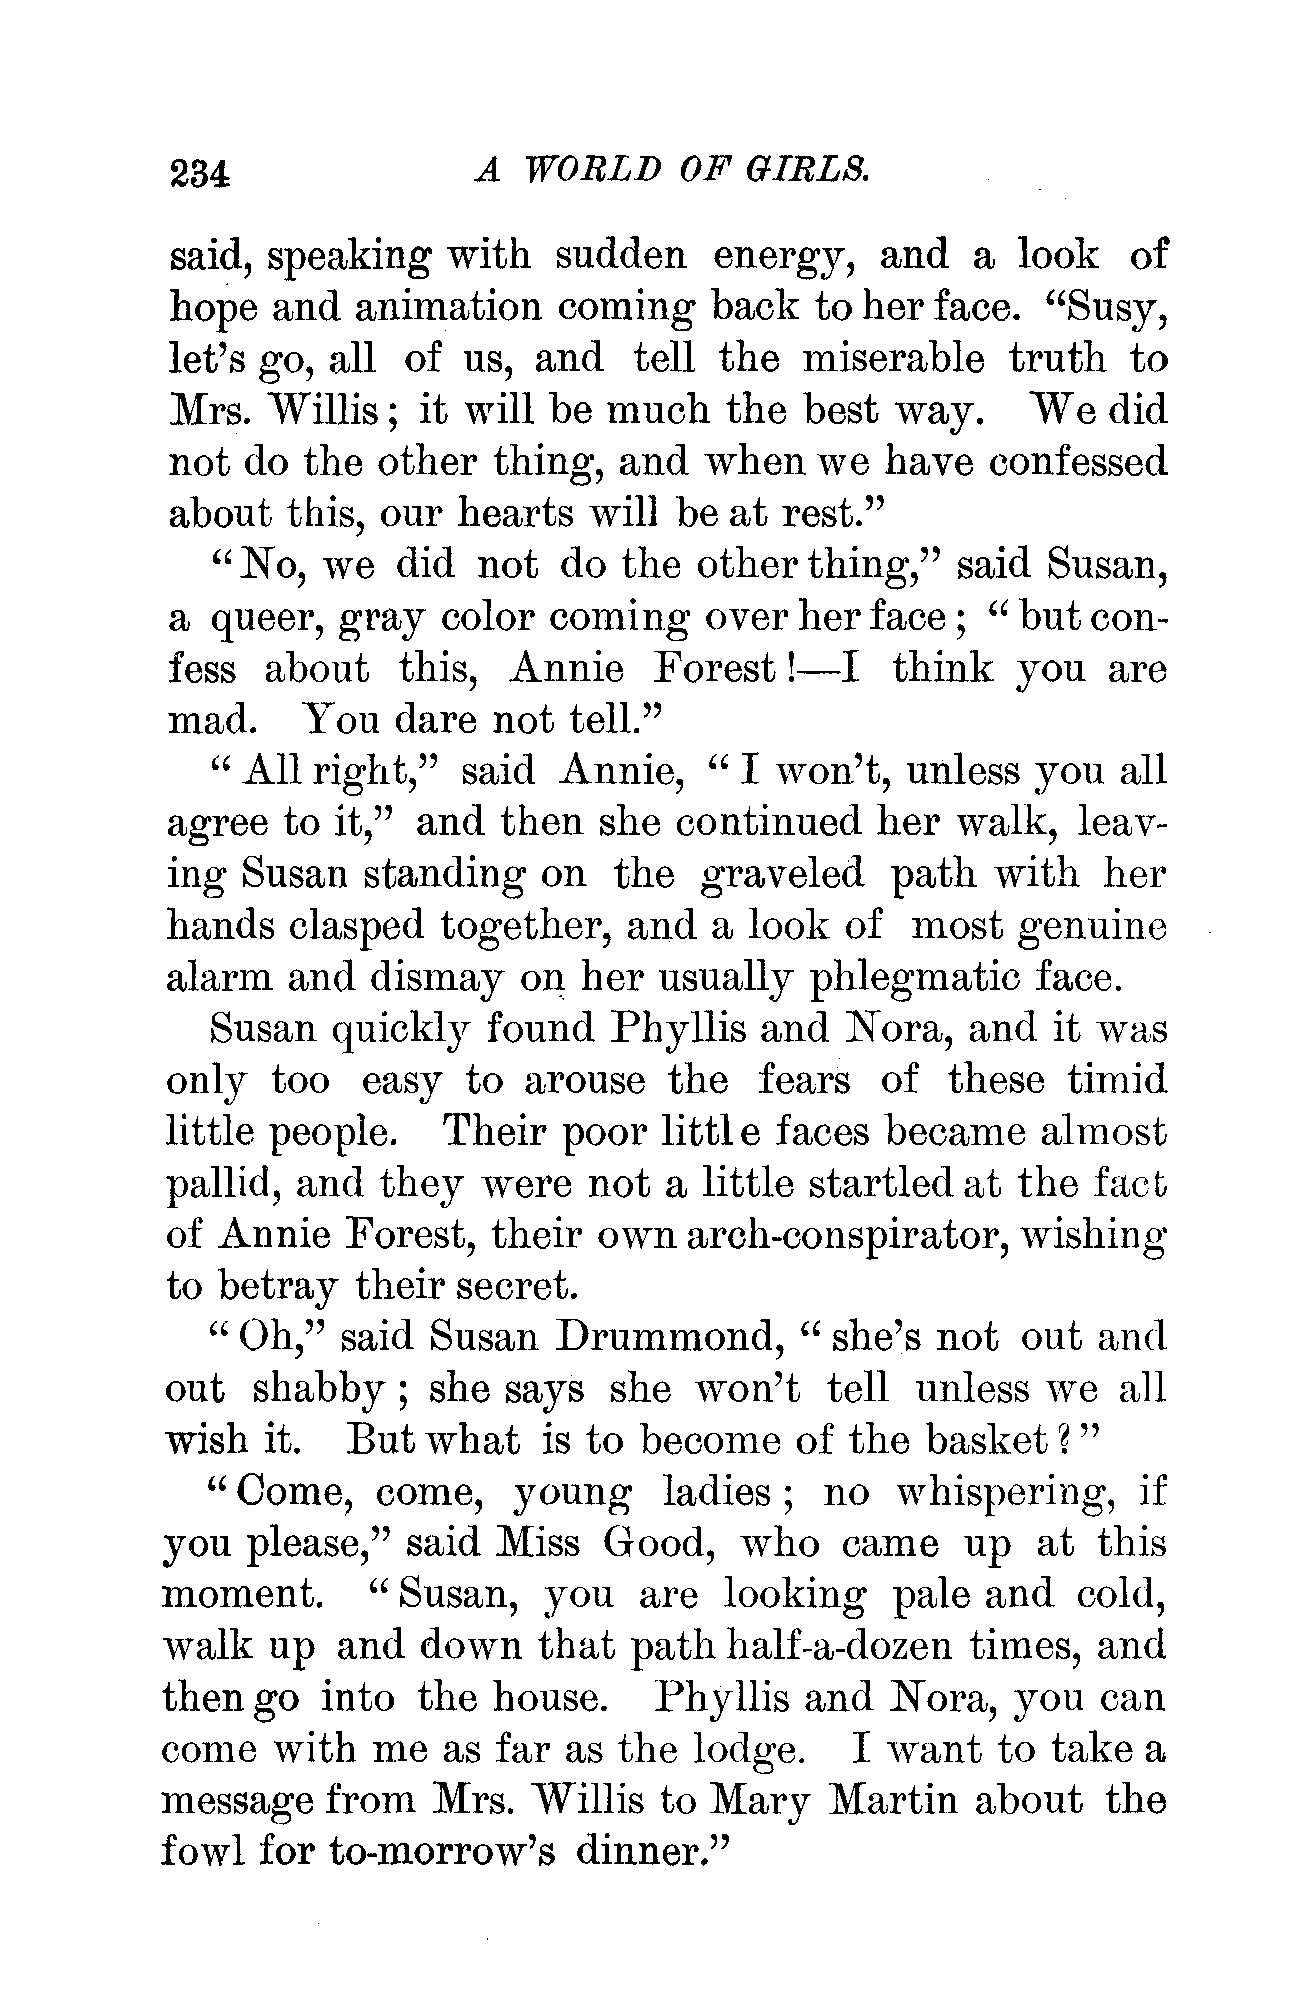 234 A WORLD OF GIRLS.
said, speaking with sudden energy, and a look of
hope and animation coming back to her face. “Susy,
let’s go, all of us, and tell the miserable truth to
Mrs. Willis; it will be much the best way. We did
not do the other thing, and when we have confessed
about this, our hearts will be at rest.”
“No, we did not do the other thing,” said Susan,
a queer, gray color coming over her face; “but con-
fess about this, Annie Forest!—I think you are
mad. You dare not tell.”
“All right,” said Annie, “I won’t, unless you all
agree to it,” and then she continued her walk, leav-
ing Susan standing on the graveled path with her
hands clasped together, and a look of most genuine
alarm and dismay on her usually phlegmatic face.
Susan quickly found Phyllis and Nora, and it was
only too easy to arouse the fears of these timid
little people. Their poor little faces became almost
pallid, and they were not a little startled at the fact
of Annie Forest, their own arch-conspirator, wishing
to betray their secret.
“Oh,” said Susan Drummond, “she’s not out and
out shabby; she says she won’t tell unless we all
wish it. But what is to become of the basket?”
“Come, come, young ladies; no whispering, if
you please,” said Miss Good, who came up at this
moment. “Susan, you are looking pale and cold,
walk up and down that path half-a-dozen times, and
then go into the house. Phyllis and Nora, you can
come with me as far as the lodge. I want to take a
message from Mrs. Willis to Mary Martin about the
fowl for to-morrow’s dinner.”